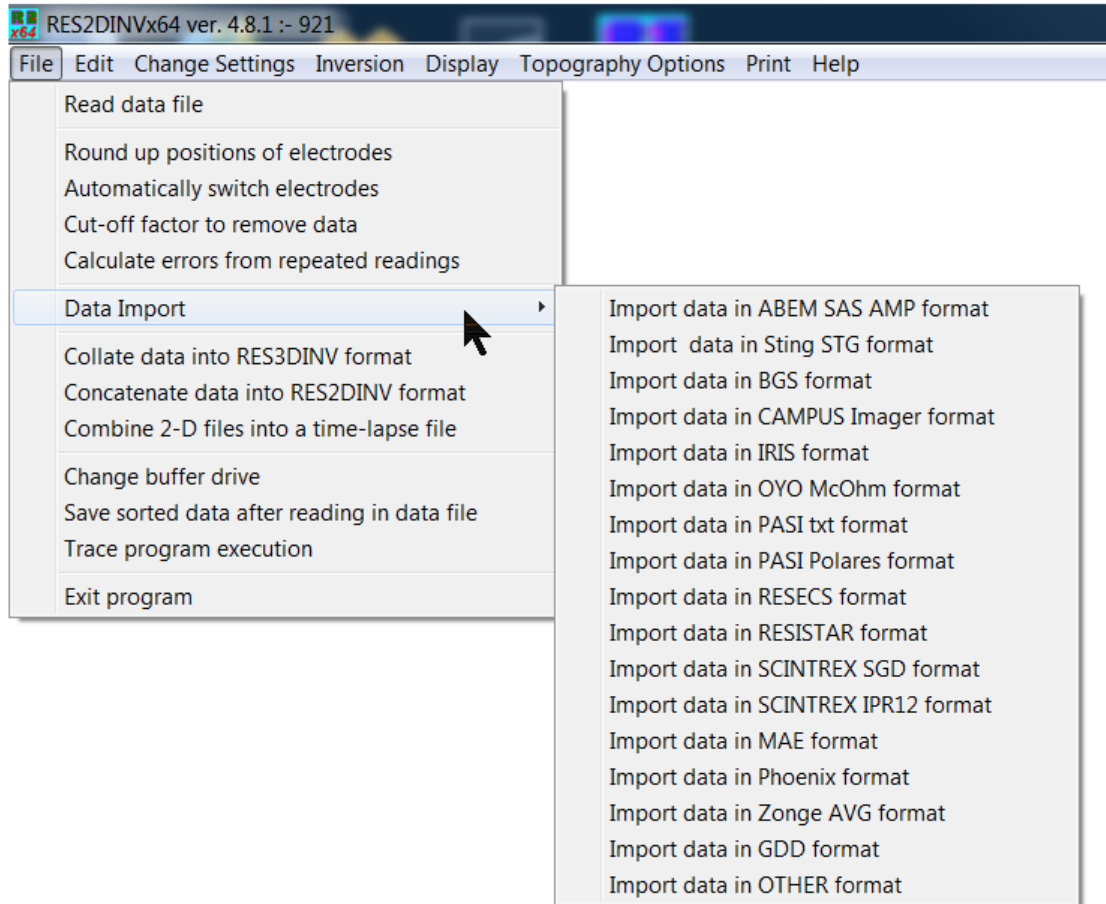 R2 x64 RES2DINVx64 ver. 4.8.1 :- 921
File Edit Change Settings Inversion Display Topography Options Print Help
Read data file
Round up positions of electrodes
Automatically switch electrodes
Cut-off factor to remove data
Calculate errors from repeated readings
Data Import
Collate data into RES3DINV format
Concatenate data into RES2DINV format
Combine 2-D files into a time-lapse file
Change buffer drive
Save sorted data after reading in data file
Trace program execution
Exit program
Import data in ABEM SAS AMP format
Import  data in Sting STG format
Import data in BGS format
Import data in CAMPUS Imager format
Import data in IRIS format
Import data in OYO McOhm format
Import data in PASI txt format
Import data in PASI Polares format
Import data in RESECS format
Import data in RESISTAR format
Import data in SCINTREX SGD format
Import data in SCINTREX IPR12 format
Import data in MAE format
Import data in Phoenix format
Import data in Zonge AVG format
Import data in GDD format
Import data in OTHER format